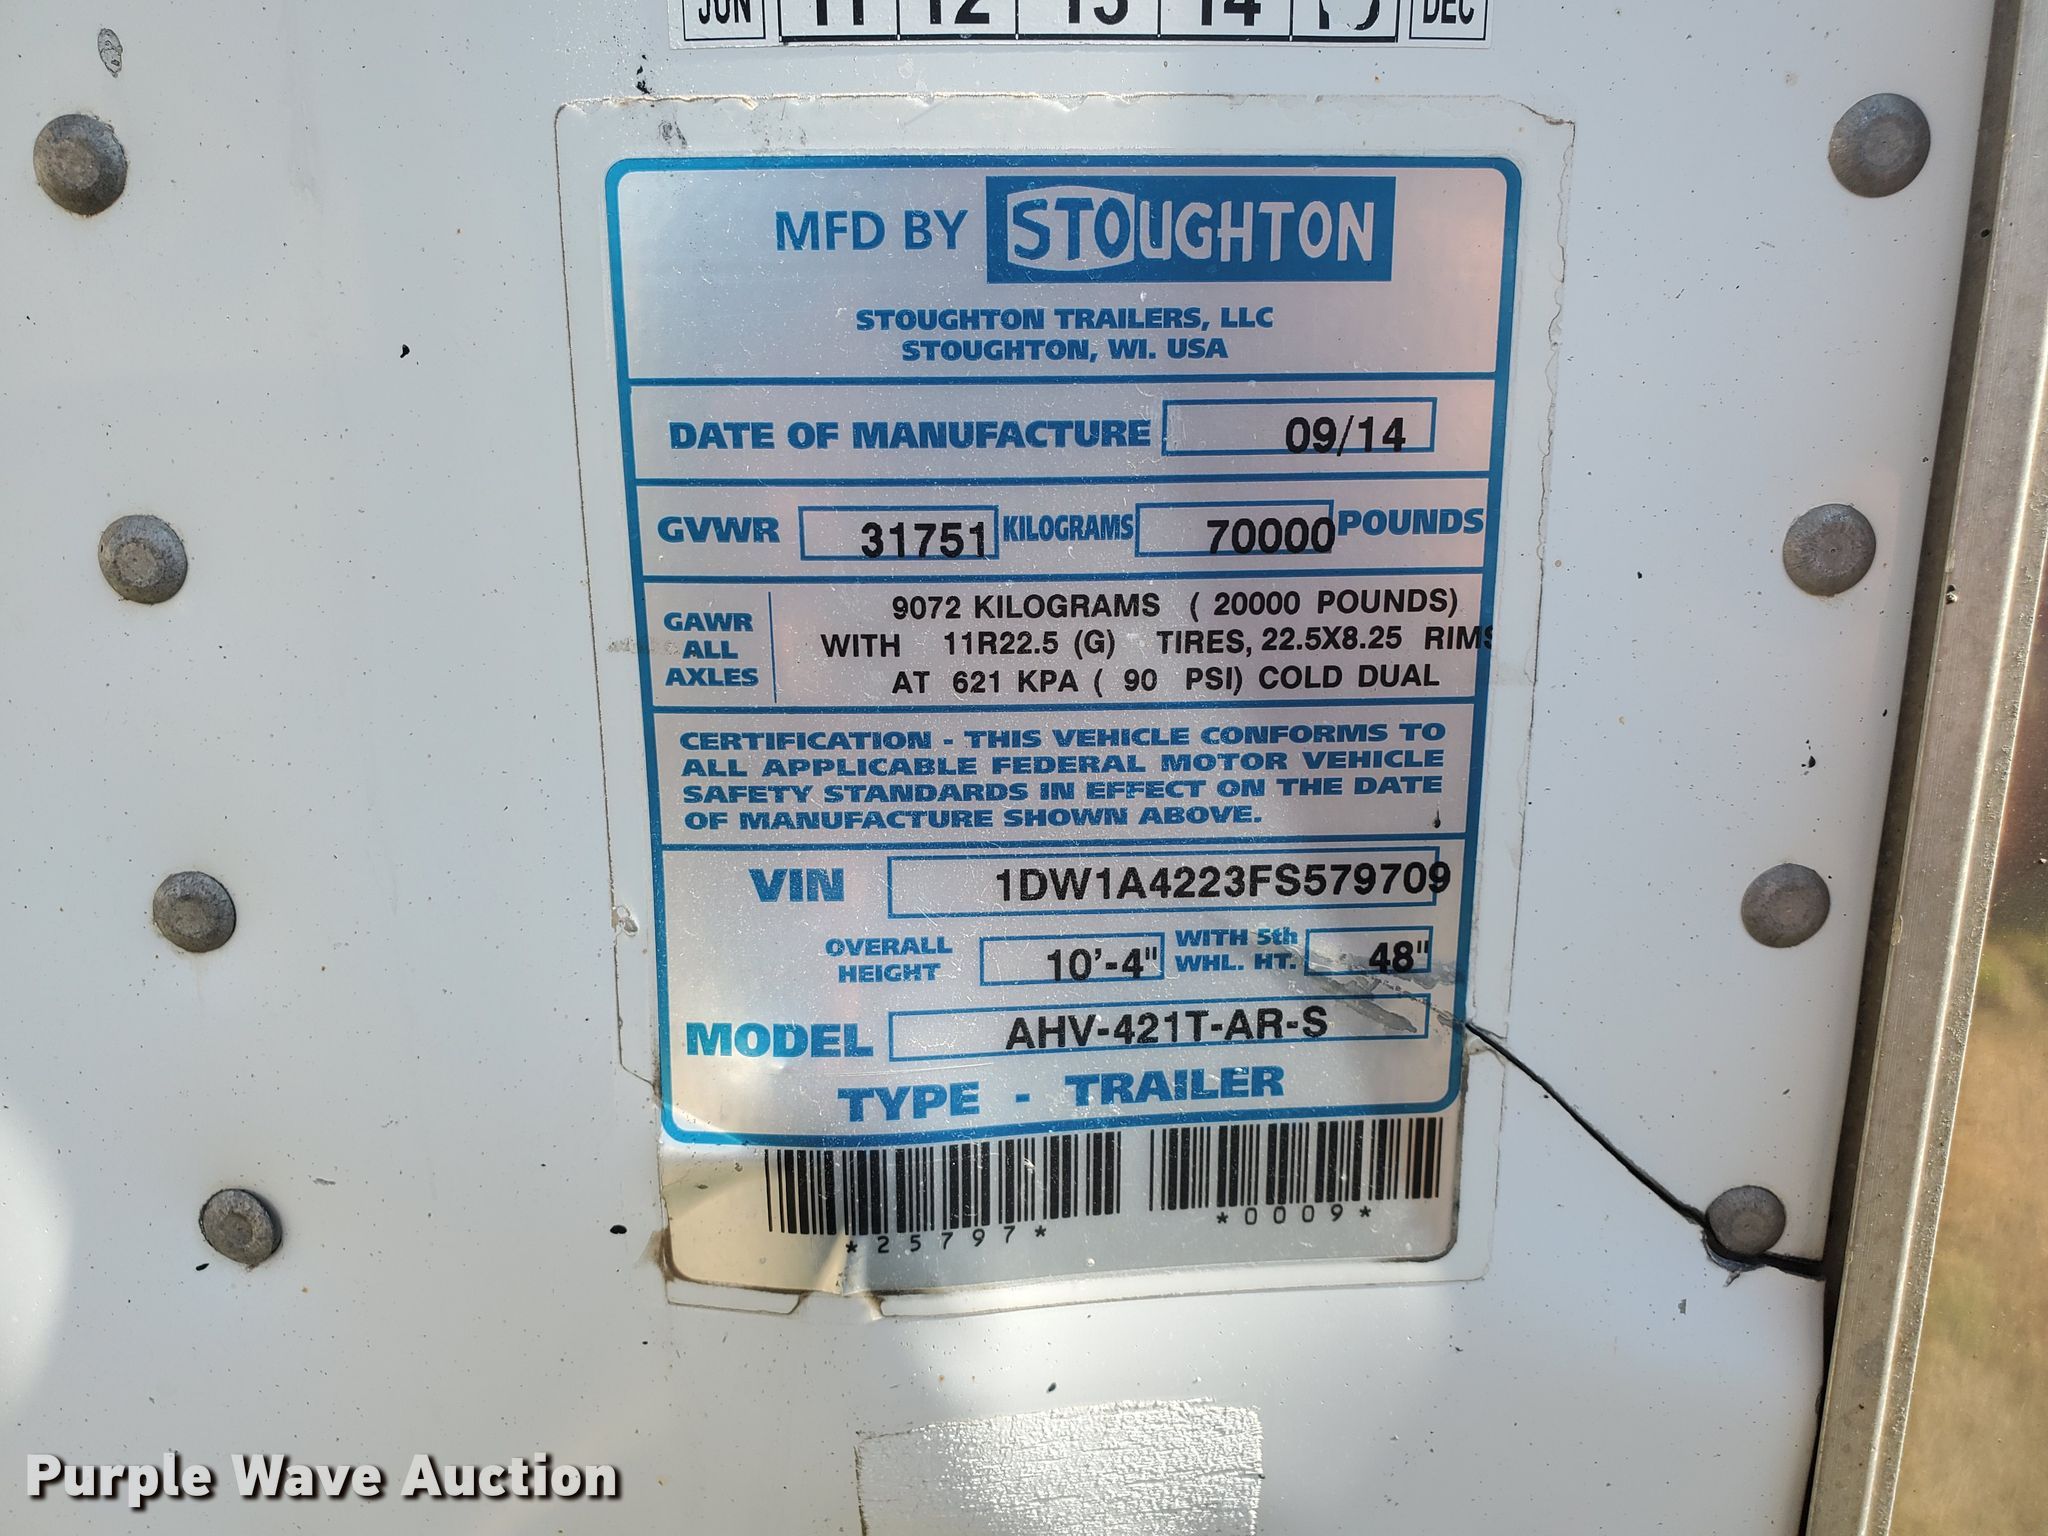 JUN 11 12 13 14 15 DEC
MFD BY STOUGHTON
STOUGHTON TRAILERS, LLC
STOUGHTON, WI. USA
DATE OF MANUFACTURE 09/14
GVWR 31751 KILOGRAMS 70000 POUNDS
GAWR ALL AXLES
9072 KILOGRAMS ( 20000 POUNDS)
WITH 11R22.5 (G) TIRES, 22.5X8.25 RIMS
AT 621 KPA ( 90 PSI) COLD DUAL
CERTIFICATION - THIS VEHICLE CONFORMS TO
ALL APPLICABLE FEDERAL MOTOR VEHICLE
SAFETY STANDARDS IN EFFECT ON THE DATE
OF MANUFACTURE SHOWN ABOVE.
VIN 1DW1A4223FS579709
OVERALL HEIGHT 10'-4" WITH 5th WHL. HT. 48"
MODEL AHV-421T-AR-S
TYPE - TRAILER
*25797* *0009*
Purple Wave Auction